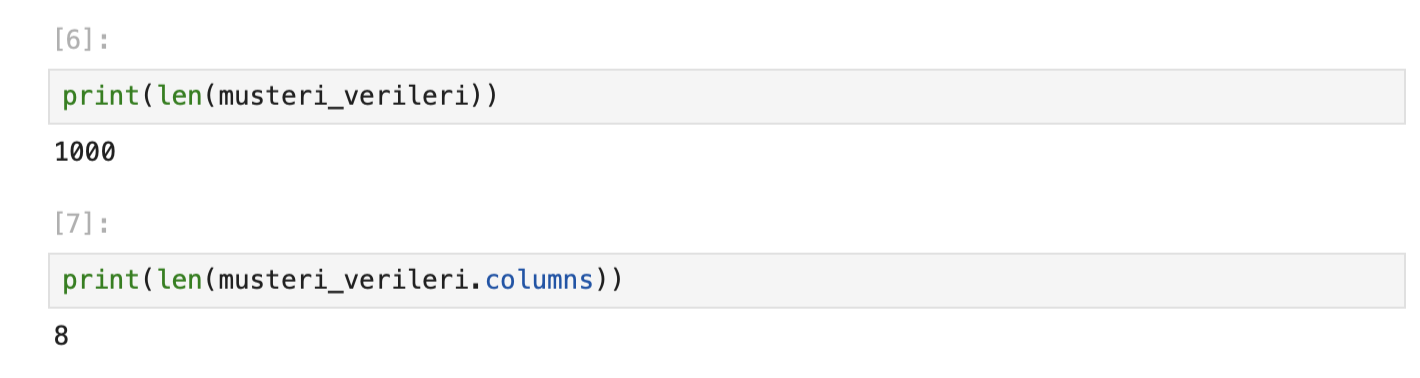 [6]:
print(len(musteri_verileri))
1000
[7]:
print(len(musteri_verileri.columns))
8